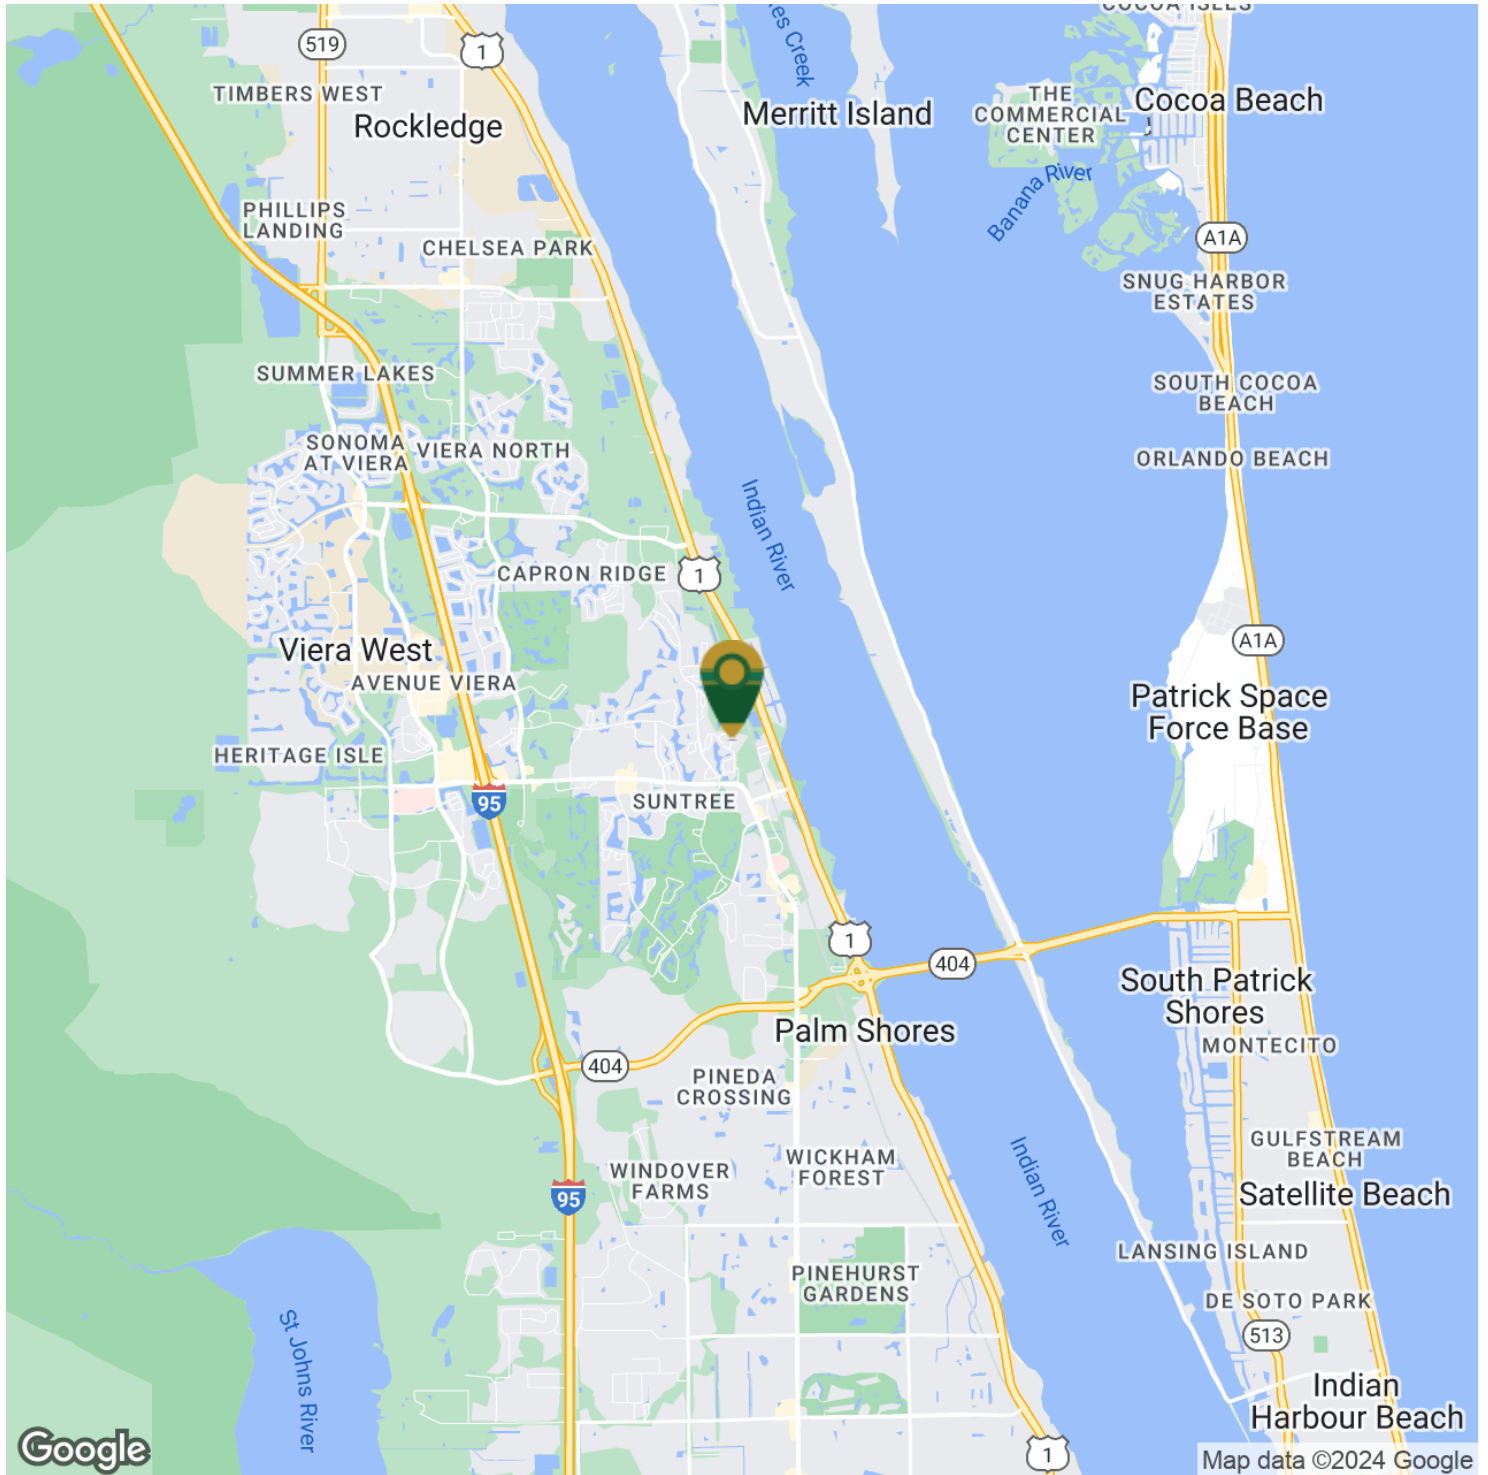 COCOA ISLES
519
1
TIMBERS WEST
Rockledge
Merritt Island
THE
COMMERCIAL
CENTER
Cocoa Beach
Banana River
PHILLIPS
LANDING
CHELSEA PARK
A1A
SNUG HARBOR
ESTATES
SUMMER LAKES
SOUTH COCOA
BEACH
SONOMA
AT VIERA
VIERA NORTH
ORLANDO BEACH
Indian River
CAPRON RIDGE
1
Viera West
AVENUE VIERA
A1A
Patrick Space
Force Base
HERITAGE ISLE
95
SUNTREE
1
404
South Patrick
Shores
Palm Shores
MONTECITO
404
PINEDA
CROSSING
GULFSTREAM
BEACH
WINDOVER
FARMS
WICKHAM
FOREST
Indian River
95
Satellite Beach
LANSING ISLAND
PINEHURST
GARDENS
DE SOTO PARK
St Johns River
513
Indian
Harbour Beach
Google
1
Map data ©2024 Google
Creek